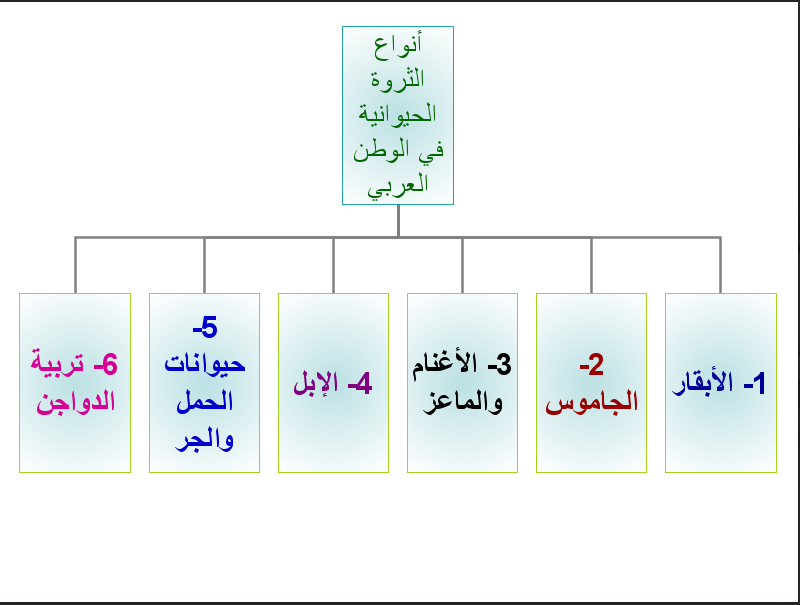 أنواع
الثروة
الحيوانية
في الوطن
العربي
1- الأبقار
2-
الجاموس
3- الأغنام
والماعز
4- الإبل
5-
حيوانات
الحمل
والجر
6- تربية
الدواجن